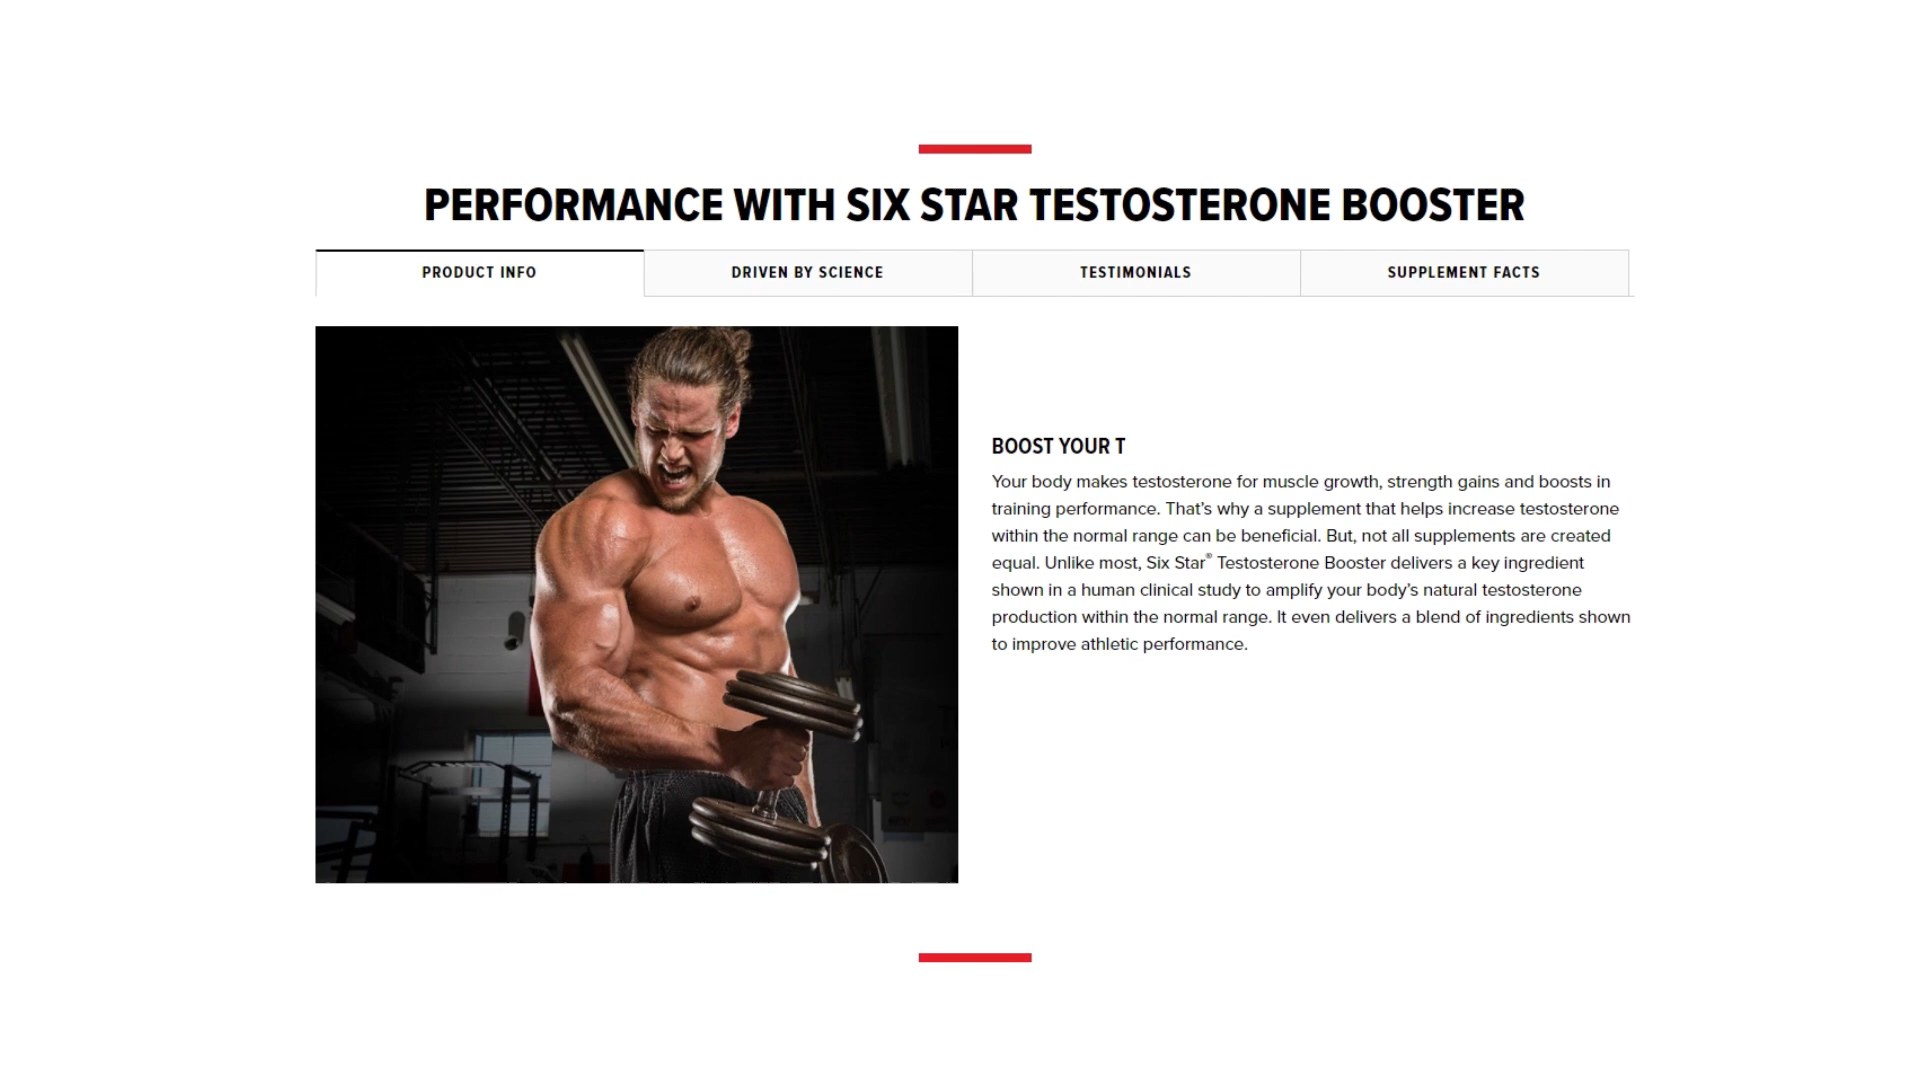 PERFORMANCE WITH SIX STAR TESTOSTERONE BOOSTER
PRODUCT INFO
DRIVEN BY SCIENCE
TESTIMONIALS
SUPPLEMENT FACTS
BOOST YOUR T
Your body makes testosterone for muscle growth, strength gains and boosts in
training performance. That's why a supplement that helps increase testosterone
within the normal range can be beneficial. But, not all supplements are created
equal. Unlike most, Six Star® Testosterone Booster delivers a key ingredient
shown in a human clinical study to amplify your body's natural testosterone
production within the normal range. It even delivers a blend of ingredients shown
to improve athletic performance.